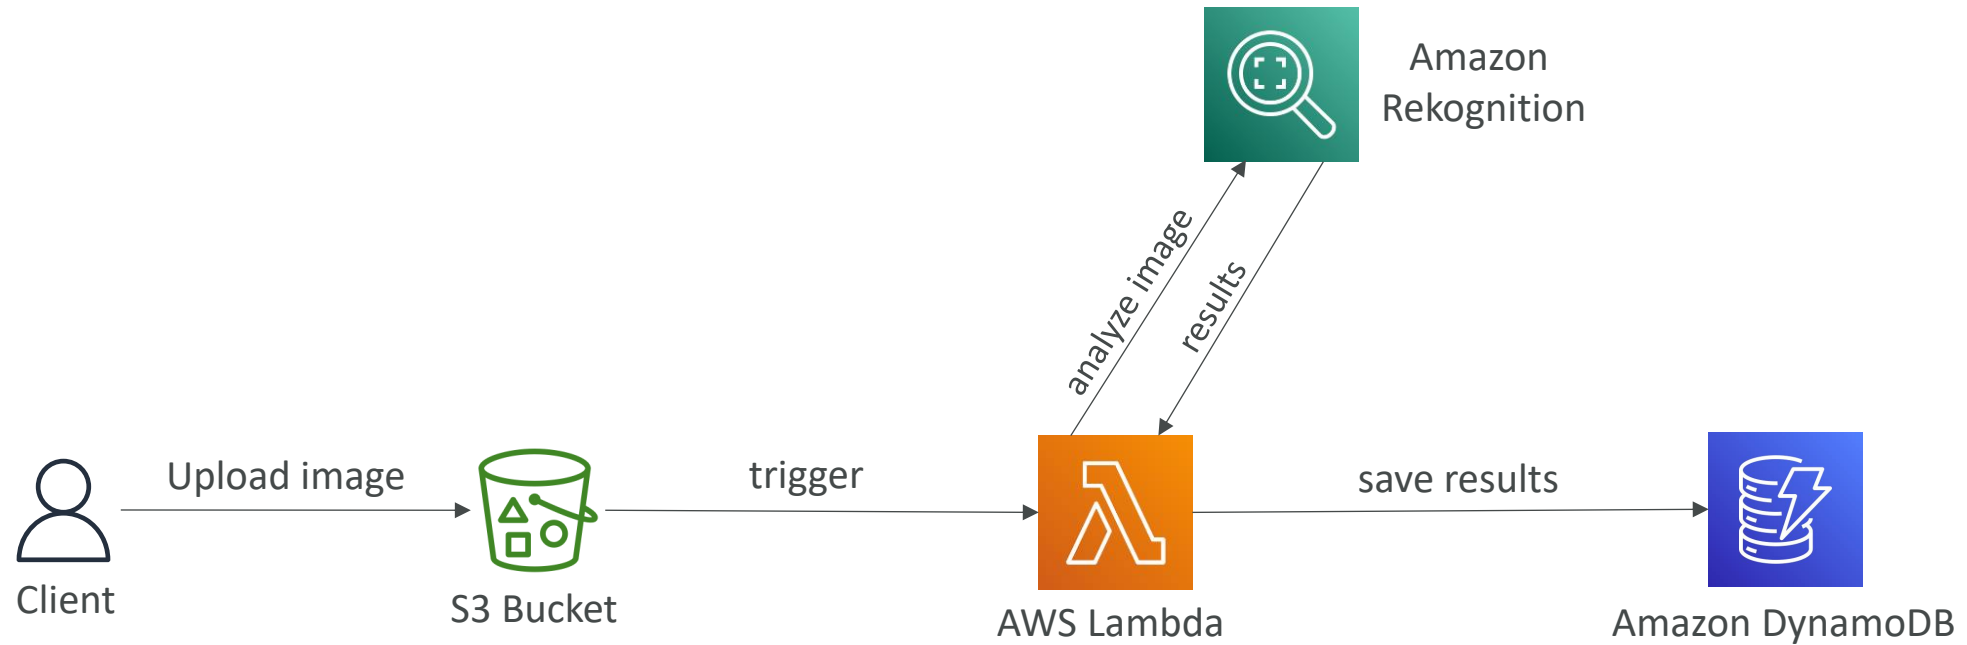 Amazon
Rekognition
analyze image
results
Upload image
trigger
save results
Client
S3 Bucket
AWS Lambda
Amazon DynamoDB